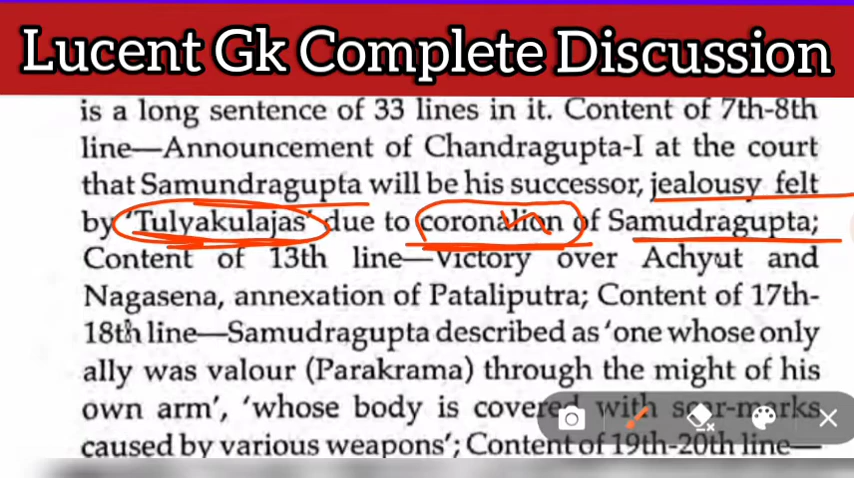 Lucent Gk Complete Discussion
is a long sentence of 33 lines in it. Content of 7th-8th
line—Announcement of Chandragupta-I at the court
that Samundragupta will be his successor, jealousy felt
by 'Tulyakulajas' due to coronalion of Samudragupta;
Content of 13th line—Victory over Achyut and
Nagasena, annexation of Pataliputra; Content of 17th-
18th line—Samudragupta described as 'one whose only
ally was valour (Parakrama) through the might of his
own arm', 'whose body is covered with scar-marks
caused by various weapons'; Content of 19th-20th line—